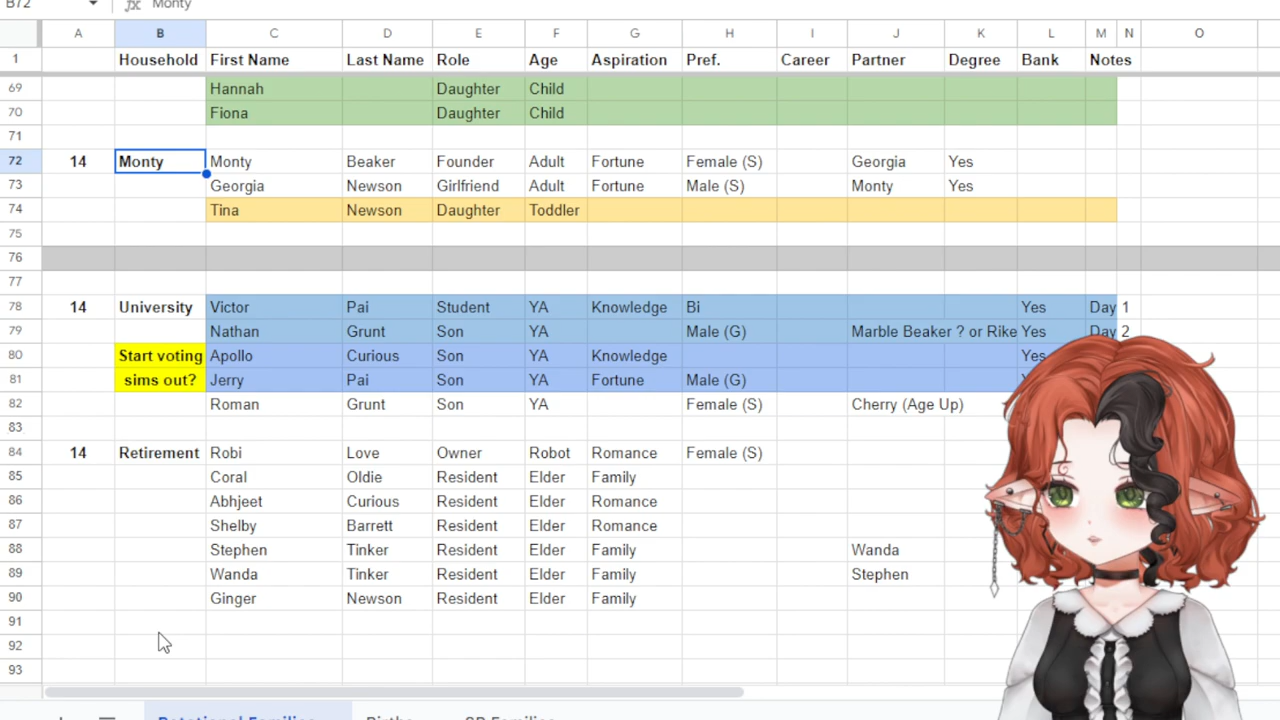 B72 fx Monty
A B C D E F G H I J K L M N O
1 Household First Name Last Name Role Age Aspiration Pref. Career Partner Degree Bank Notes
69 Hannah Daughter Child
70 Fiona Daughter Child
71
72 14 Monty Monty Beaker Founder Adult Fortune Female (S) Georgia Yes
73 Georgia Newson Girlfriend Adult Fortune Male (S) Monty Yes
74 Tina Newson Daughter Toddler
75
76
77
78 14 University Victor Pai Student YA Knowledge Bi Yes Day 1
79 Nathan Grunt Son YA Male (G) Marble Beaker ? or Rike Yes Day 2
80 Start voting Apollo Curious Son YA Knowledge Yes
81 sims out? Jerry Pai Son YA Fortune Male (G)
82 Roman Grunt Son YA Female (S) Cherry (Age Up)
83
84 14 Retirement Robi Love Owner Robot Romance Female (S)
85 Coral Oldie Resident Elder Family
86 Abhjeet Curious Resident Elder Romance
87 Shelby Barrett Resident Elder Romance
88 Stephen Tinker Resident Elder Family Wanda
89 Wanda Tinker Resident Elder Family Stephen
90 Ginger Newson Resident Elder Family
91
92
93
Rotational Families Births SP Families